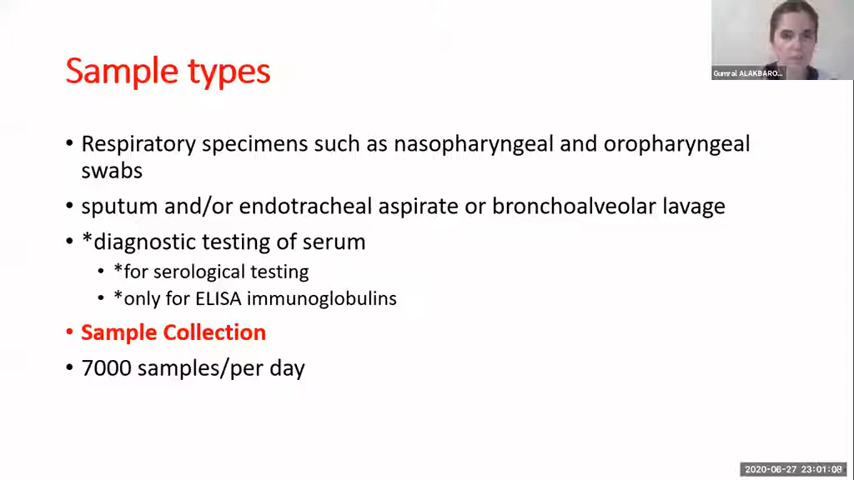 Sample types
Gumral ALAKBARO...
• Respiratory specimens such as nasopharyngeal and oropharyngeal
swabs
• sputum and/or endotracheal aspirate or bronchoalveolar lavage
• *diagnostic testing of serum
• *for serological testing
• *only for ELISA immunoglobulins
• Sample Collection
• 7000 samples/per day
2020-06-27 23:01:08